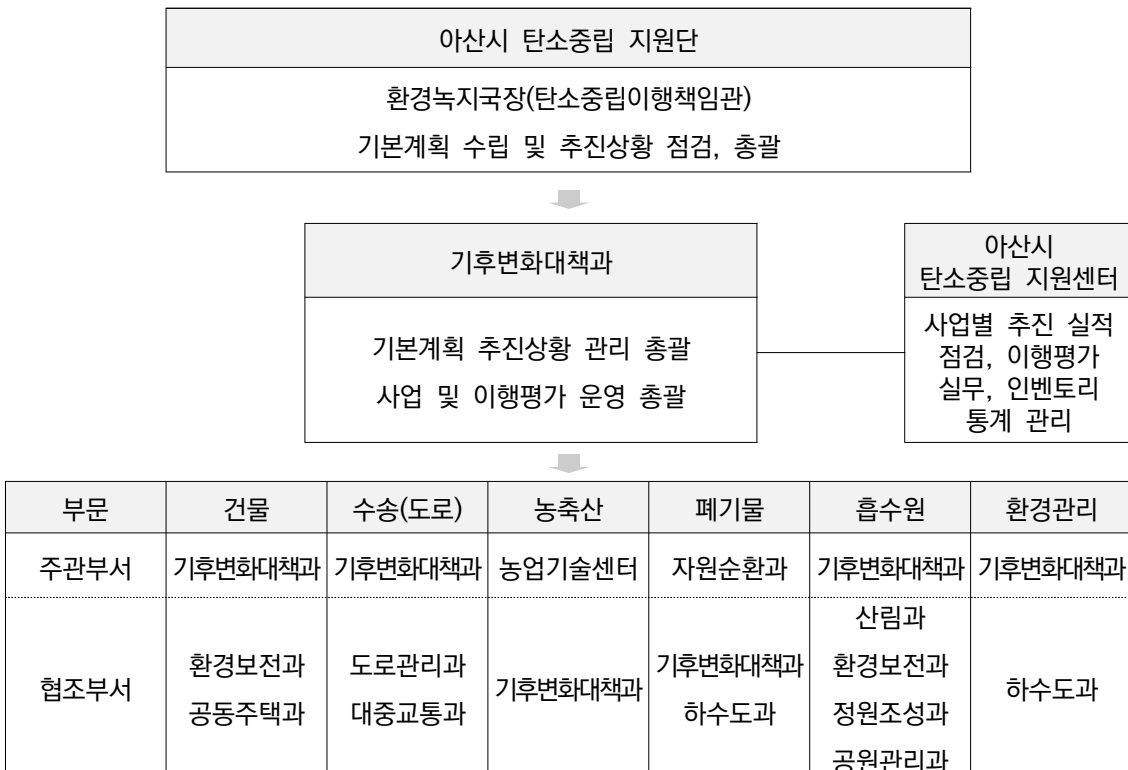 아산시 탄소중립 지원단
환경녹지국장(탄소중립이행책임관)
기본계획 수립 및 추진상황 점검, 총괄
기후변화대책과
기본계획 추진상황 관리 총괄
사업 및 이행평가 운영 총괄
아산시
탄소중립 지원센터
사업별 추진 실적
점검, 이행평가
실무, 인벤토리
통계 관리
부문 건물 수송(도로) 농축산 폐기물 흡수원 환경관리
주관부서 기후변화대책과 기후변화대책과 농업기술센터 자원순환과 기후변화대책과 기후변화대책과
협조부서
환경보전과
공동주택과
도로관리과
대중교통과
기후변화대책과
기후변화대책과
하수도과
산림과
환경보전과
정원조성과
공원관리과
하수도과